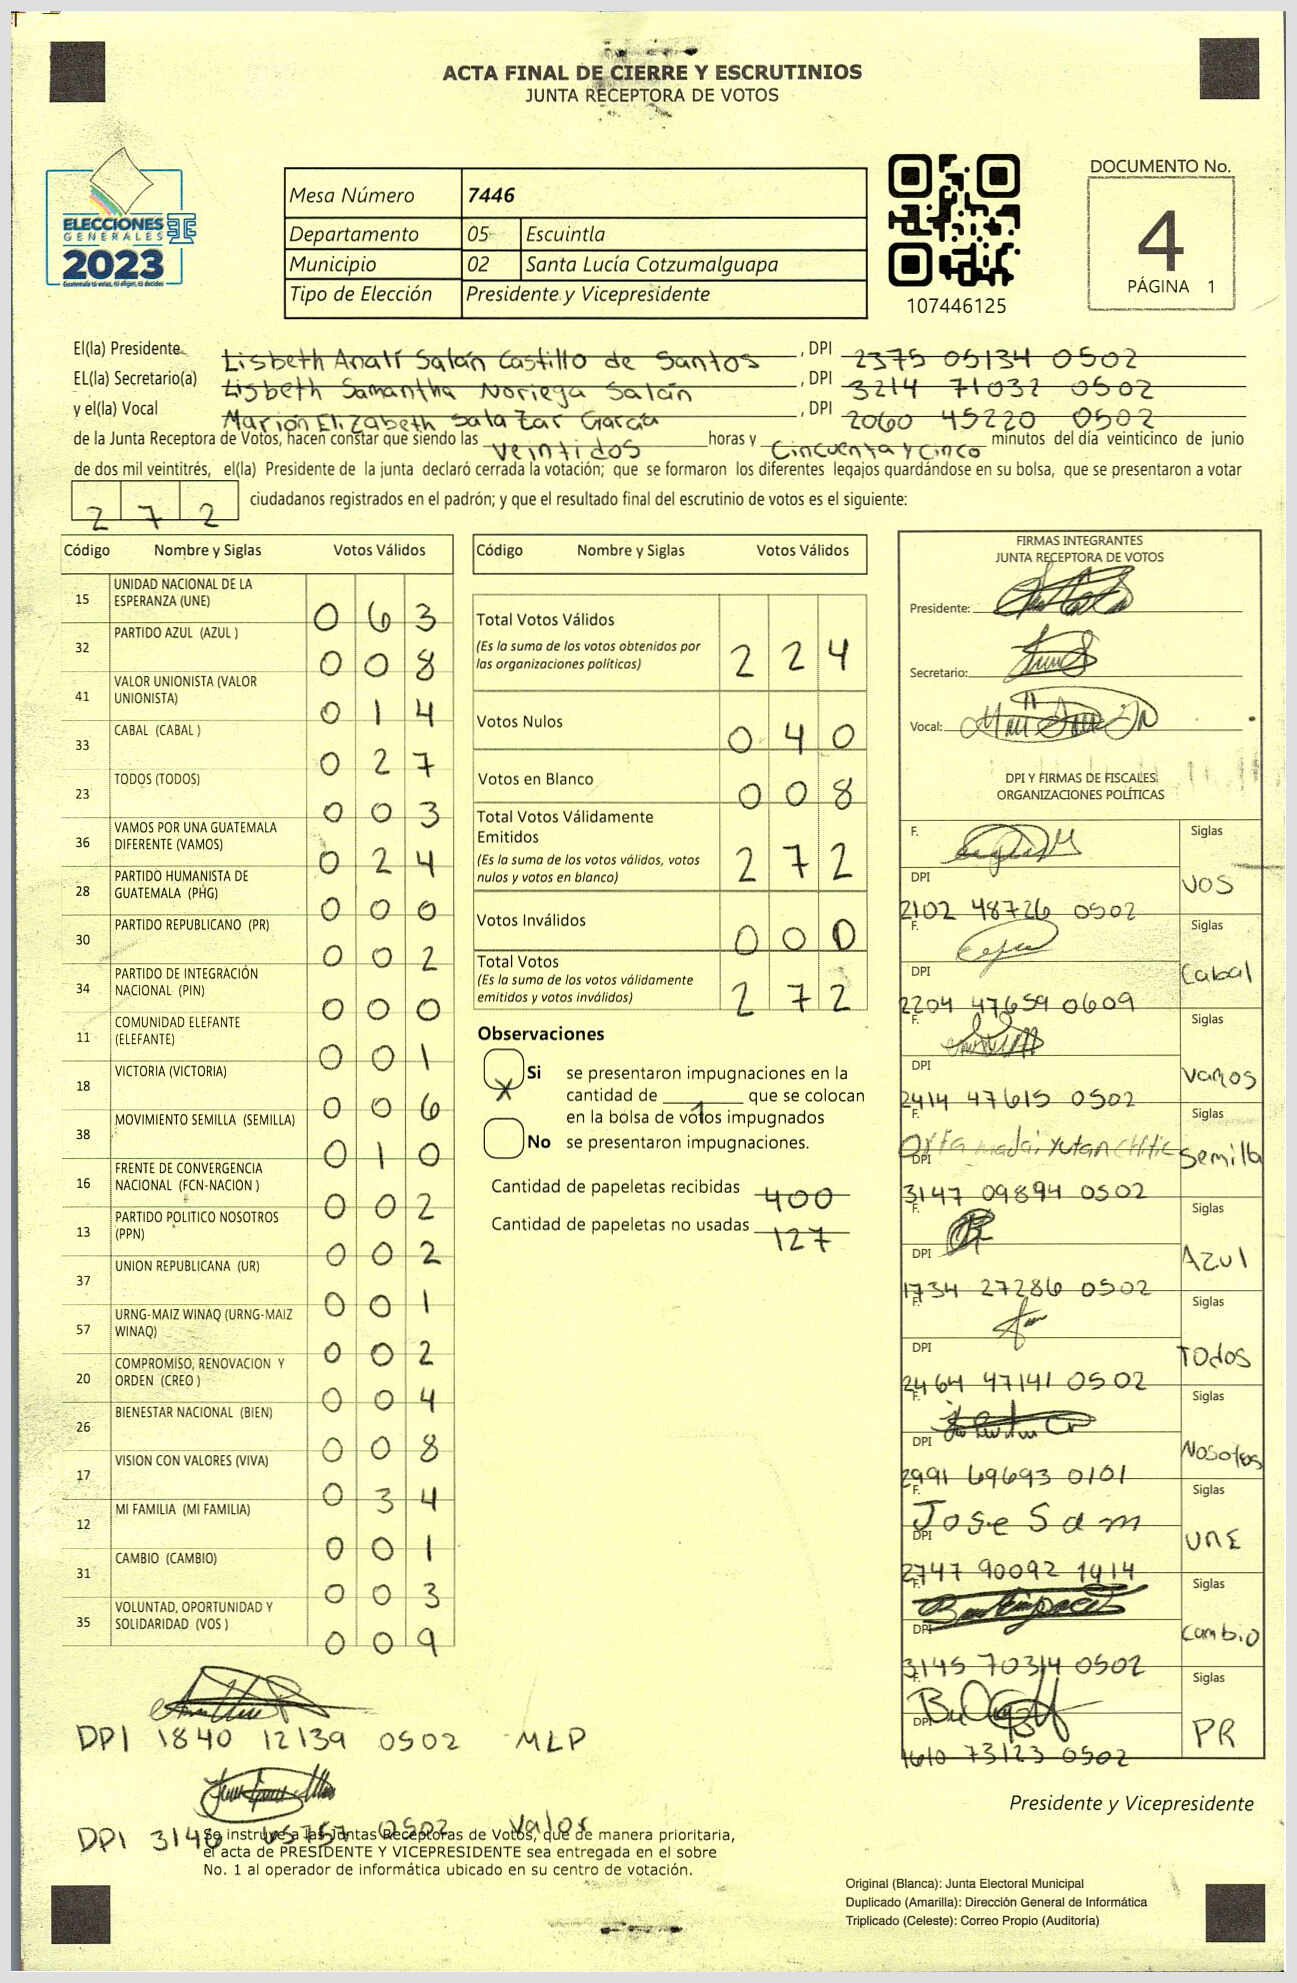 ACTA FINAL DE CIERRE Y ESCRUTINIOS
JUNTA RECEPTORA DE VOTOS
ELECCIONES
GENERALES
2023
Guatemala tú votas, tú eliges, tú decides
Mesa Número 7446
Departamento 05 Escuintla
Municipio 02 Santa Lucía Cotzumalguapa
Tipo de Elección Presidente y Vicepresidente
107446125
DOCUMENTO No.
4
PÁGINA 1
El(la) Presidente Lisbeth Analí Salán Castillo de Santos, DPI 2375 05134 0502
EL(la) Secretario(a) Lisbeth Samantha Noriega Salán, DPI 3214 71032 0502
y el(la) Vocal Marion Elizabeth Salazar García, DPI 2060 45220 0502
de la Junta Receptora de Votos, hacen constar que siendo las veintidos horas y Cincuenta y cinco minutos del día veinticinco de junio
de dos mil veintitrés, el(la) Presidente de la junta declaró cerrada la votación; que se formaron los diferentes legajos quardándose en su bolsa, que se presentaron a votar
272 ciudadanos registrados en el padrón; y que el resultado final del escrutinio de votos es el siguiente:
Código Nombre y Siglas Votos Válidos
15 UNIDAD NACIONAL DE LA ESPERANZA (UNE) 0 6 3
32 PARTIDO AZUL (AZUL ) 0 0 8
41 VALOR UNIONISTA (VALOR UNIONISTA) 0 1 4
33 CABAL (CABAL ) 0 2 7
23 TODOS (TODOS) 0 0 3
36 VAMOS POR UNA GUATEMALA DIFERENTE (VAMOS) 0 2 4
28 PARTIDO HUMANISTA DE GUATEMALA (PHG) 0 0 0
30 PARTIDO REPUBLICANO (PR) 0 0 2
34 PARTIDO DE INTEGRACIÓN NACIONAL (PIN) 0 0 0
11 COMUNIDAD ELEFANTE (ELEFANTE) 0 0 1
18 VICTORIA (VICTORIA) 0 0 6
38 MOVIMIENTO SEMILLA (SEMILLA) 0 1 0
16 FRENTE DE CONVERGENCIA NACIONAL (FCN-NACION ) 0 0 2
13 PARTIDO POLITICO NOSOTROS (PPN) 0 0 2
37 UNION REPUBLICANA (UR) 0 0 1
57 URNG-MAIZ WINAQ (URNG-MAIZ WINAQ) 0 0 2
20 COMPROMISO, RENOVACION Y ORDEN (CREO ) 0 0 4
26 BIENESTAR NACIONAL (BIEN) 0 0 8
17 VISION CON VALORES (VIVA) 0 3 4
12 MI FAMILIA (MI FAMILIA) 0 0 1
31 CAMBIO (CAMBIO) 0 0 3
35 VOLUNTAD, OPORTUNIDAD Y SOLIDARIDAD (VOS ) 0 0 9
DPI 1840 12139 0502 MLP
DPI 3146 05757 0502 Valor
Se instruye a las Juntas Receptoras de Votos, que de manera prioritaria,
el acta de PRESIDENTE Y VICEPRESIDENTE sea entregada en el sobre
No. 1 al operador de informática ubicado en su centro de votación.
Código Nombre y Siglas Votos Válidos
Total Votos Válidos 2 2 4
(Es la suma de los votos obtenidos por
las organizaciones políticas)
Votos Nulos 0 4 0
Votos en Blanco 0 0 8
Total Votos Válidamente
Emitidos 2 7 2
(Es la suma de los votos válidos, votos
nulos y votos en blanco)
Votos Inválidos 0 0 0
Total Votos 2 7 2
(Es la suma de los votos válidamente
emitidos y votos inválidos)
Observaciones
X Si se presentaron impugnaciones en la
cantidad de 1 que se colocan
en la bolsa de votos impugnados
No se presentaron impugnaciones.
Cantidad de papeletas recibidas 400
Cantidad de papeletas no usadas 127
FIRMAS INTEGRANTES
JUNTA RECEPTORA DE VOTOS
Presidente:
Secretario:
Vocal:
DPI Y FIRMAS DE FISCALES
ORGANIZACIONES POLÍTICAS
F. Siglas
DPI VOS
2102 48726 0502
F. Siglas
DPI Cabal
2204 47659 0609
F. Siglas
DPI Vamos
2414 47615 0502
F. Siglas
DPI Semilla
3147 09894 0502
F. Siglas
DPI Azul
1734 27286 0502
F. Siglas
DPI TOdos
2464 47141 0502
F. Siglas
DPI Nosotros
2991 69693 0101
F. Siglas
Jose Sam
DPI UNE
2747 90092 1414
F. Siglas
DPI Cambio
3145 70314 0502
Siglas
DPI PR
1610 73123 0502
Presidente y Vicepresidente
Original (Blanca): Junta Electoral Municipal
Duplicado (Amarilla): Dirección General de Informática
Triplicado (Celeste): Correo Propio (Auditoría)